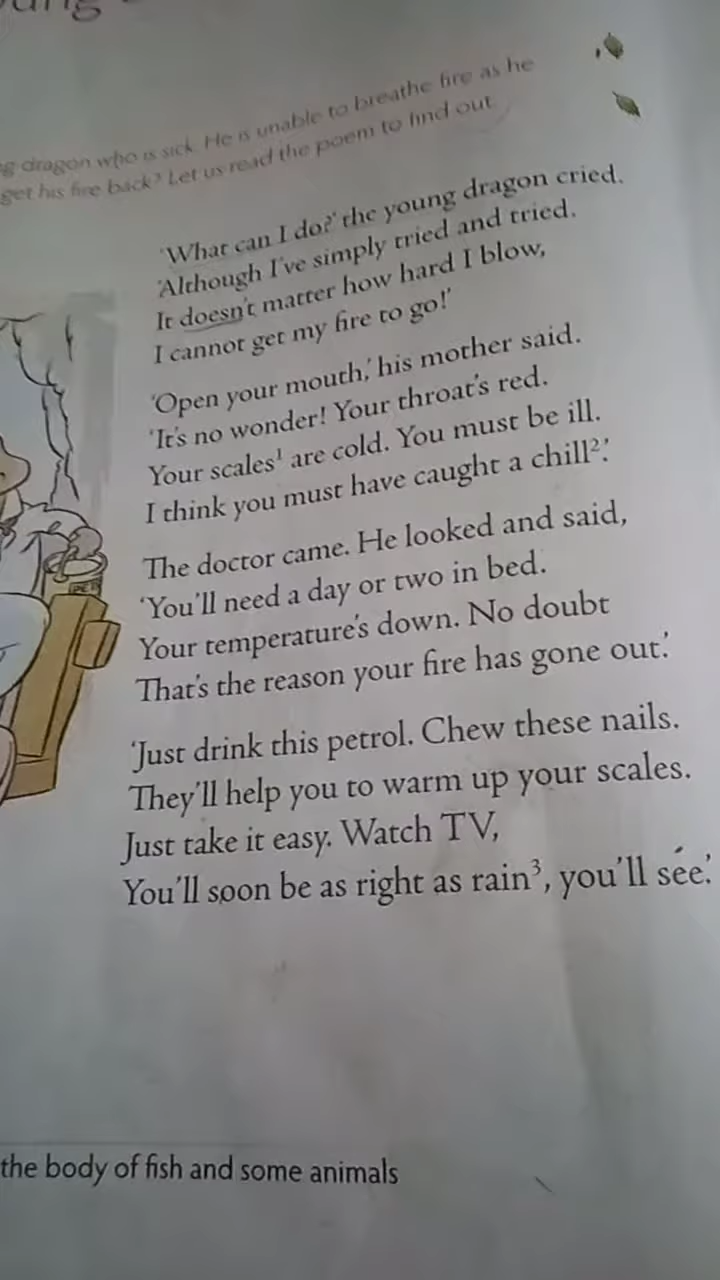 dragon who is sick. He is unable to breathe fire as he
get his fire back? Let us read the poem to find out.
'What can I do?' the young dragon cried.
'Although I've simply tried and tried.
It doesn't matter how hard I blow,
I cannot get my fire to go!'
'Open your mouth,' his mother said.
'It's no wonder! Your throat's red.
Your scales¹ are cold. You must be ill.
I think you must have caught a chill².'
The doctor came. He looked and said,
'You'll need a day or two in bed.
Your temperature's down. No doubt
That's the reason your fire has gone out.'
'Just drink this petrol. Chew these nails.
They'll help you to warm up your scales.
Just take it easy. Watch TV,
You'll soon be as right as rain³, you'll see.'
the body of fish and some animals